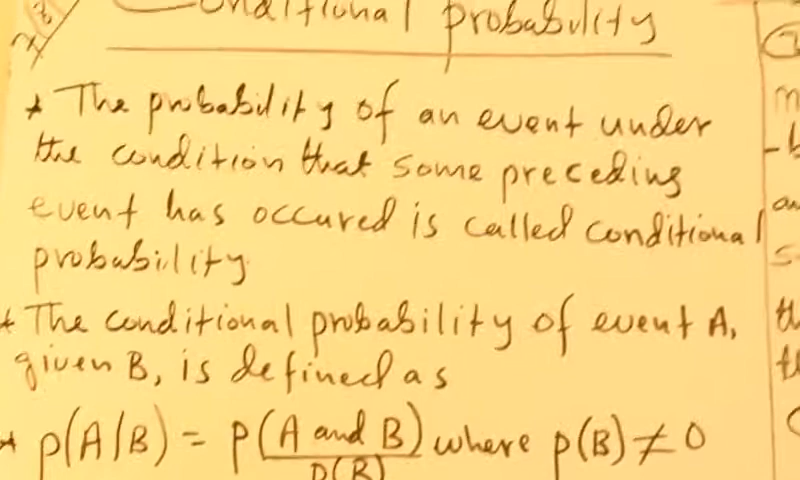 Conditional probability
* The probability of an event under
the condition that some preceding
event has occured is called conditional
probability.
* The conditional probability of event A,
given B, is defined as
* p(A/B) = p(A and B) where p(B) ≠ 0
p(B)